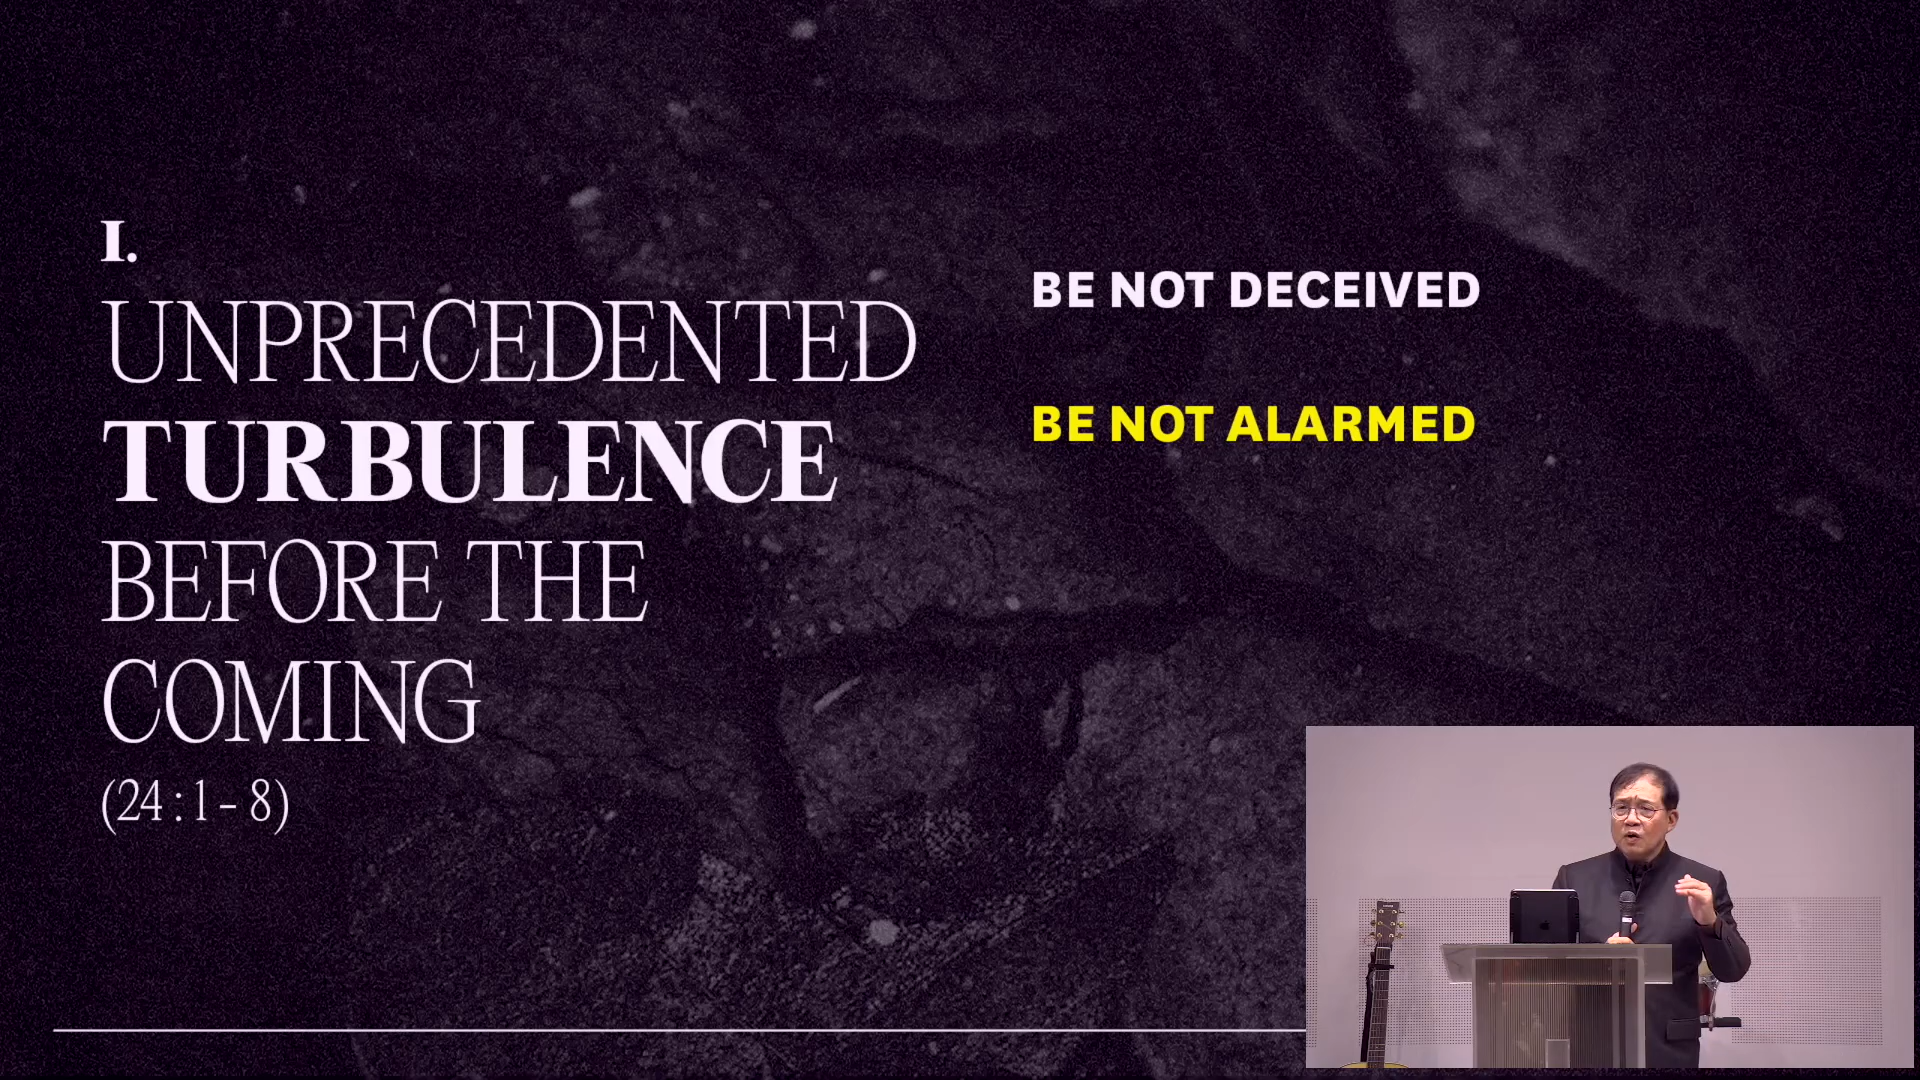 I.
UNPRECEDENTED
TURBULENCE
BEFORE THE
COMING
(24:1-8)
BE NOT DECEIVED
BE NOT ALARMED